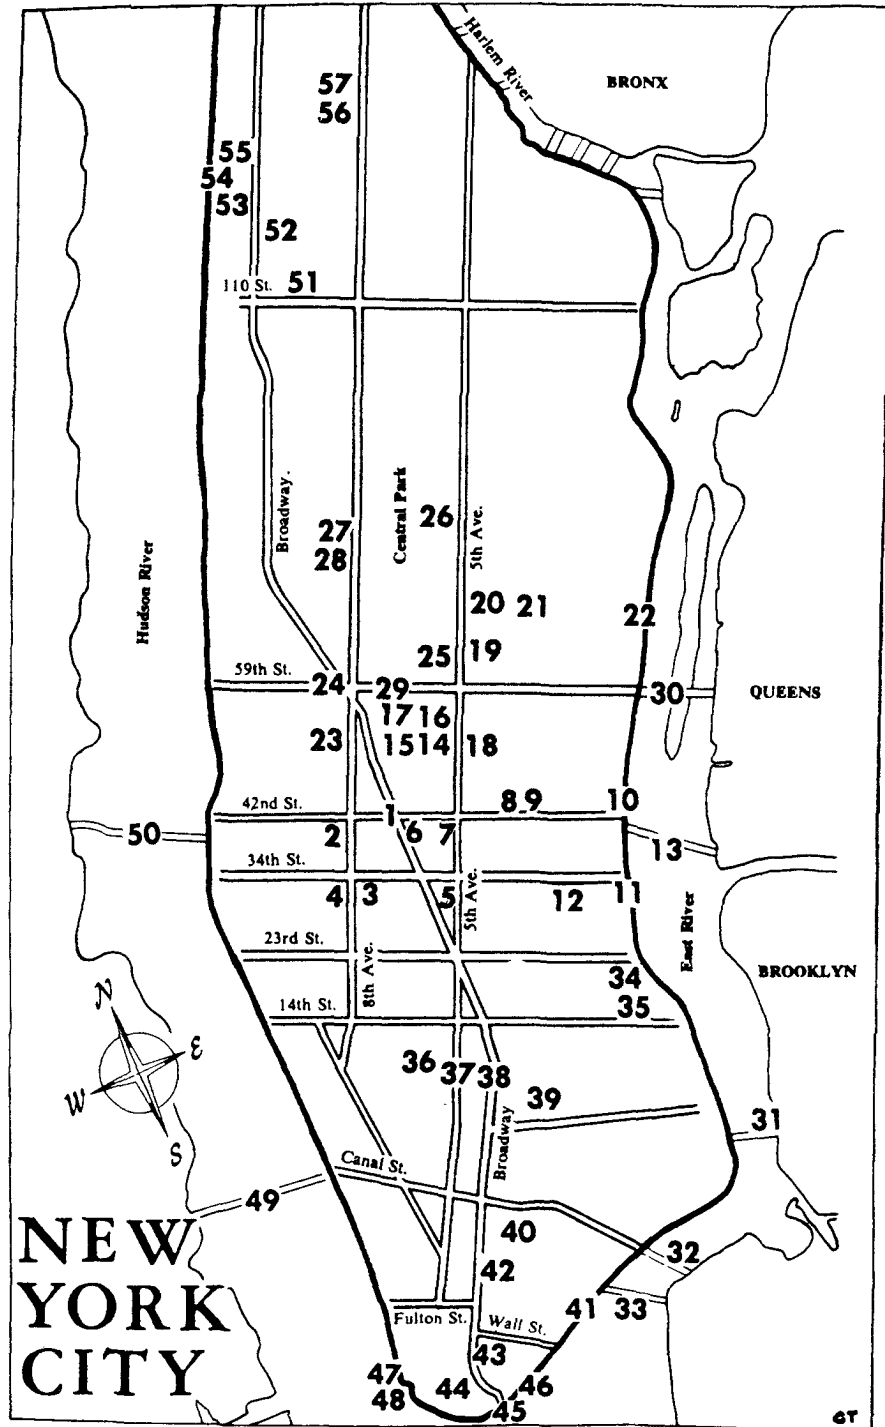 Harlem River
BRONX
57
56
55
54
53
52
110 St. 51
Hudson River
Broadway.
Central Park
5th Ave.
26
27
28
20 21
22
25 19
59th St.
24 29 30 QUEENS
17 16
23 15 14 18
42nd St. 1 8 9 10
50 2 6 7 13
34th St.
4 3 5 12 11
5th Ave.
East River
23rd St.
8th Ave.
34
BROOKLYN
14th St. 35
N
E
W
S
36 37 38
39
Broadway
31
Canal St.
49
40
32
42
41 33
NEW
YORK
CITY
Fulton St. Wall St.
43
47
48 44 46
45
GT